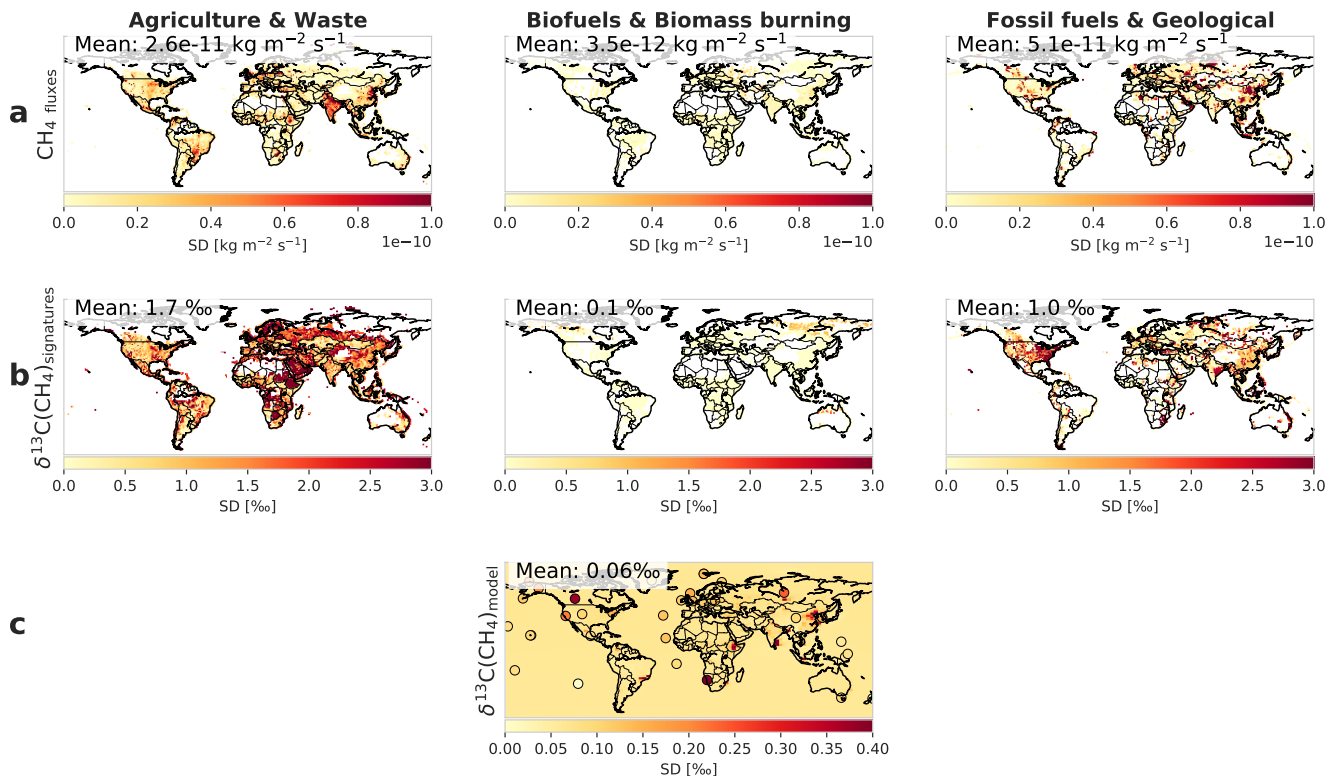 Agriculture & Waste
Biofuels & Biomass burning
Fossil fuels & Geological
a
CH₄ fluxes
Mean: 2.6e-11 kg m⁻² s⁻¹
Mean: 3.5e-12 kg m⁻² s⁻¹
Mean: 5.1e-11 kg m⁻² s⁻¹
0.0 0.2 0.4 0.6 0.8 1.0
SD [kg m⁻² s⁻¹]
1e−10
0.0 0.2 0.4 0.6 0.8 1.0
SD [kg m⁻² s⁻¹]
1e−10
0.0 0.2 0.4 0.6 0.8 1.0
SD [kg m⁻² s⁻¹]
1e−10
b
δ¹³C(CH₄)signatures
Mean: 1.7 ‰
Mean: 0.1 ‰
Mean: 1.0 ‰
0.0 0.5 1.0 1.5 2.0 2.5 3.0
SD [‰]
0.0 0.5 1.0 1.5 2.0 2.5 3.0
SD [‰]
0.0 0.5 1.0 1.5 2.0 2.5 3.0
SD [‰]
c
δ¹³C(CH₄)model
Mean: 0.06‰
0.00 0.05 0.10 0.15 0.20 0.25 0.30 0.35 0.40
SD [‰]